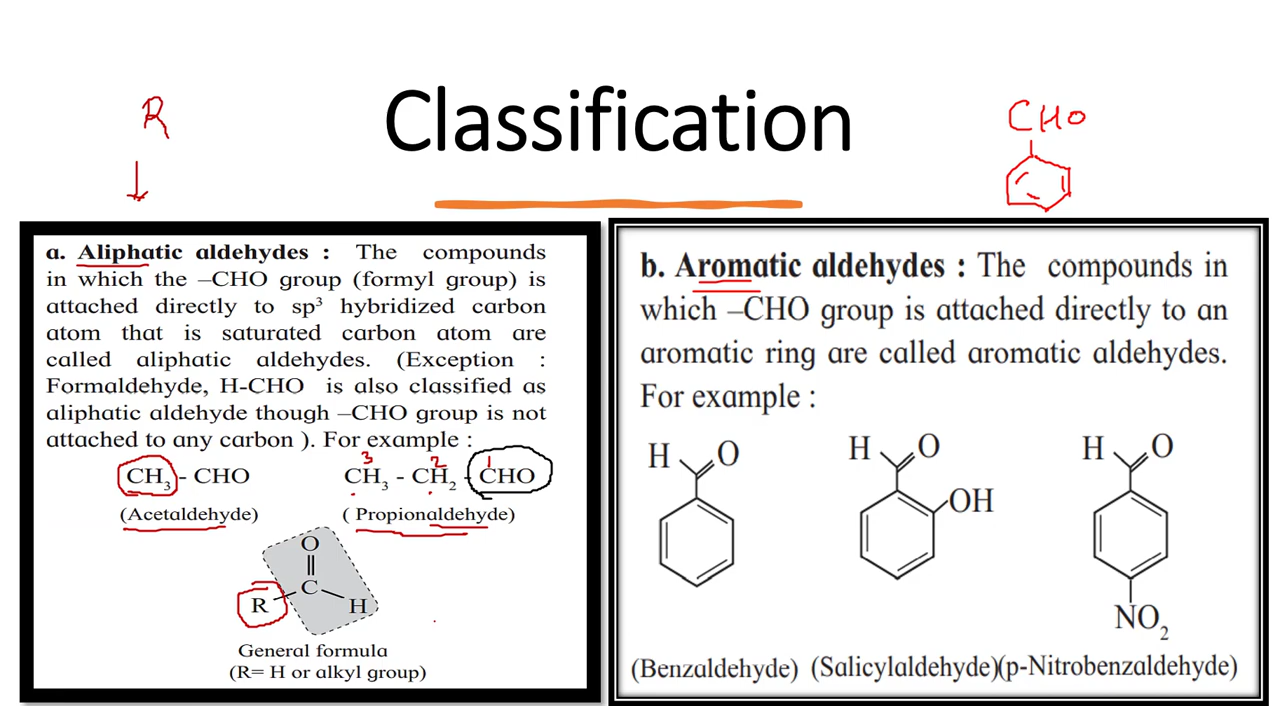 Classification
R
CHO
a. Aliphatic aldehydes : The compounds
in which the –CHO group (formyl group) is
attached directly to sp³ hybridized carbon
atom that is saturated carbon atom are
called aliphatic aldehydes. (Exception :
Formaldehyde, H-CHO is also classified as
aliphatic aldehyde though –CHO group is not
attached to any carbon ). For example :
3 2 1
CH₃ - CHO CH₃ - CH₂ - CHO
(Acetaldehyde) ( Propionaldehyde)
O
C
R H
General formula
(R= H or alkyl group)
b. Aromatic aldehydes : The compounds in
which –CHO group is attached directly to an
aromatic ring are called aromatic aldehydes.
For example :
H O H O H O
OH
NO₂
(Benzaldehyde) (Salicylaldehyde)(p-Nitrobenzaldehyde)